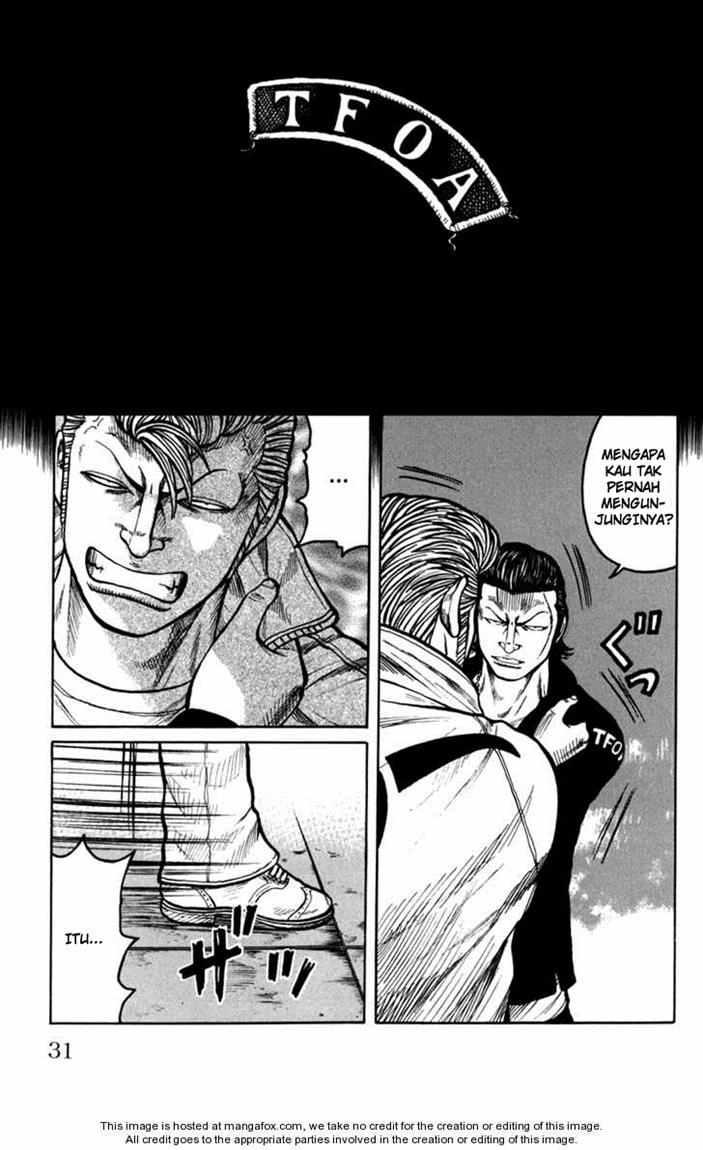 TFOA
MENGAPA
KAU TAK
PERNAH
MENGUN-
JUNGINYA?
TFO,
...
ITU...
31
This image is hosted at mangafox.com, we take no credit for the creation or editing of this image.
All credit goes to the appropriate parties involved in the creation or editing of this image.